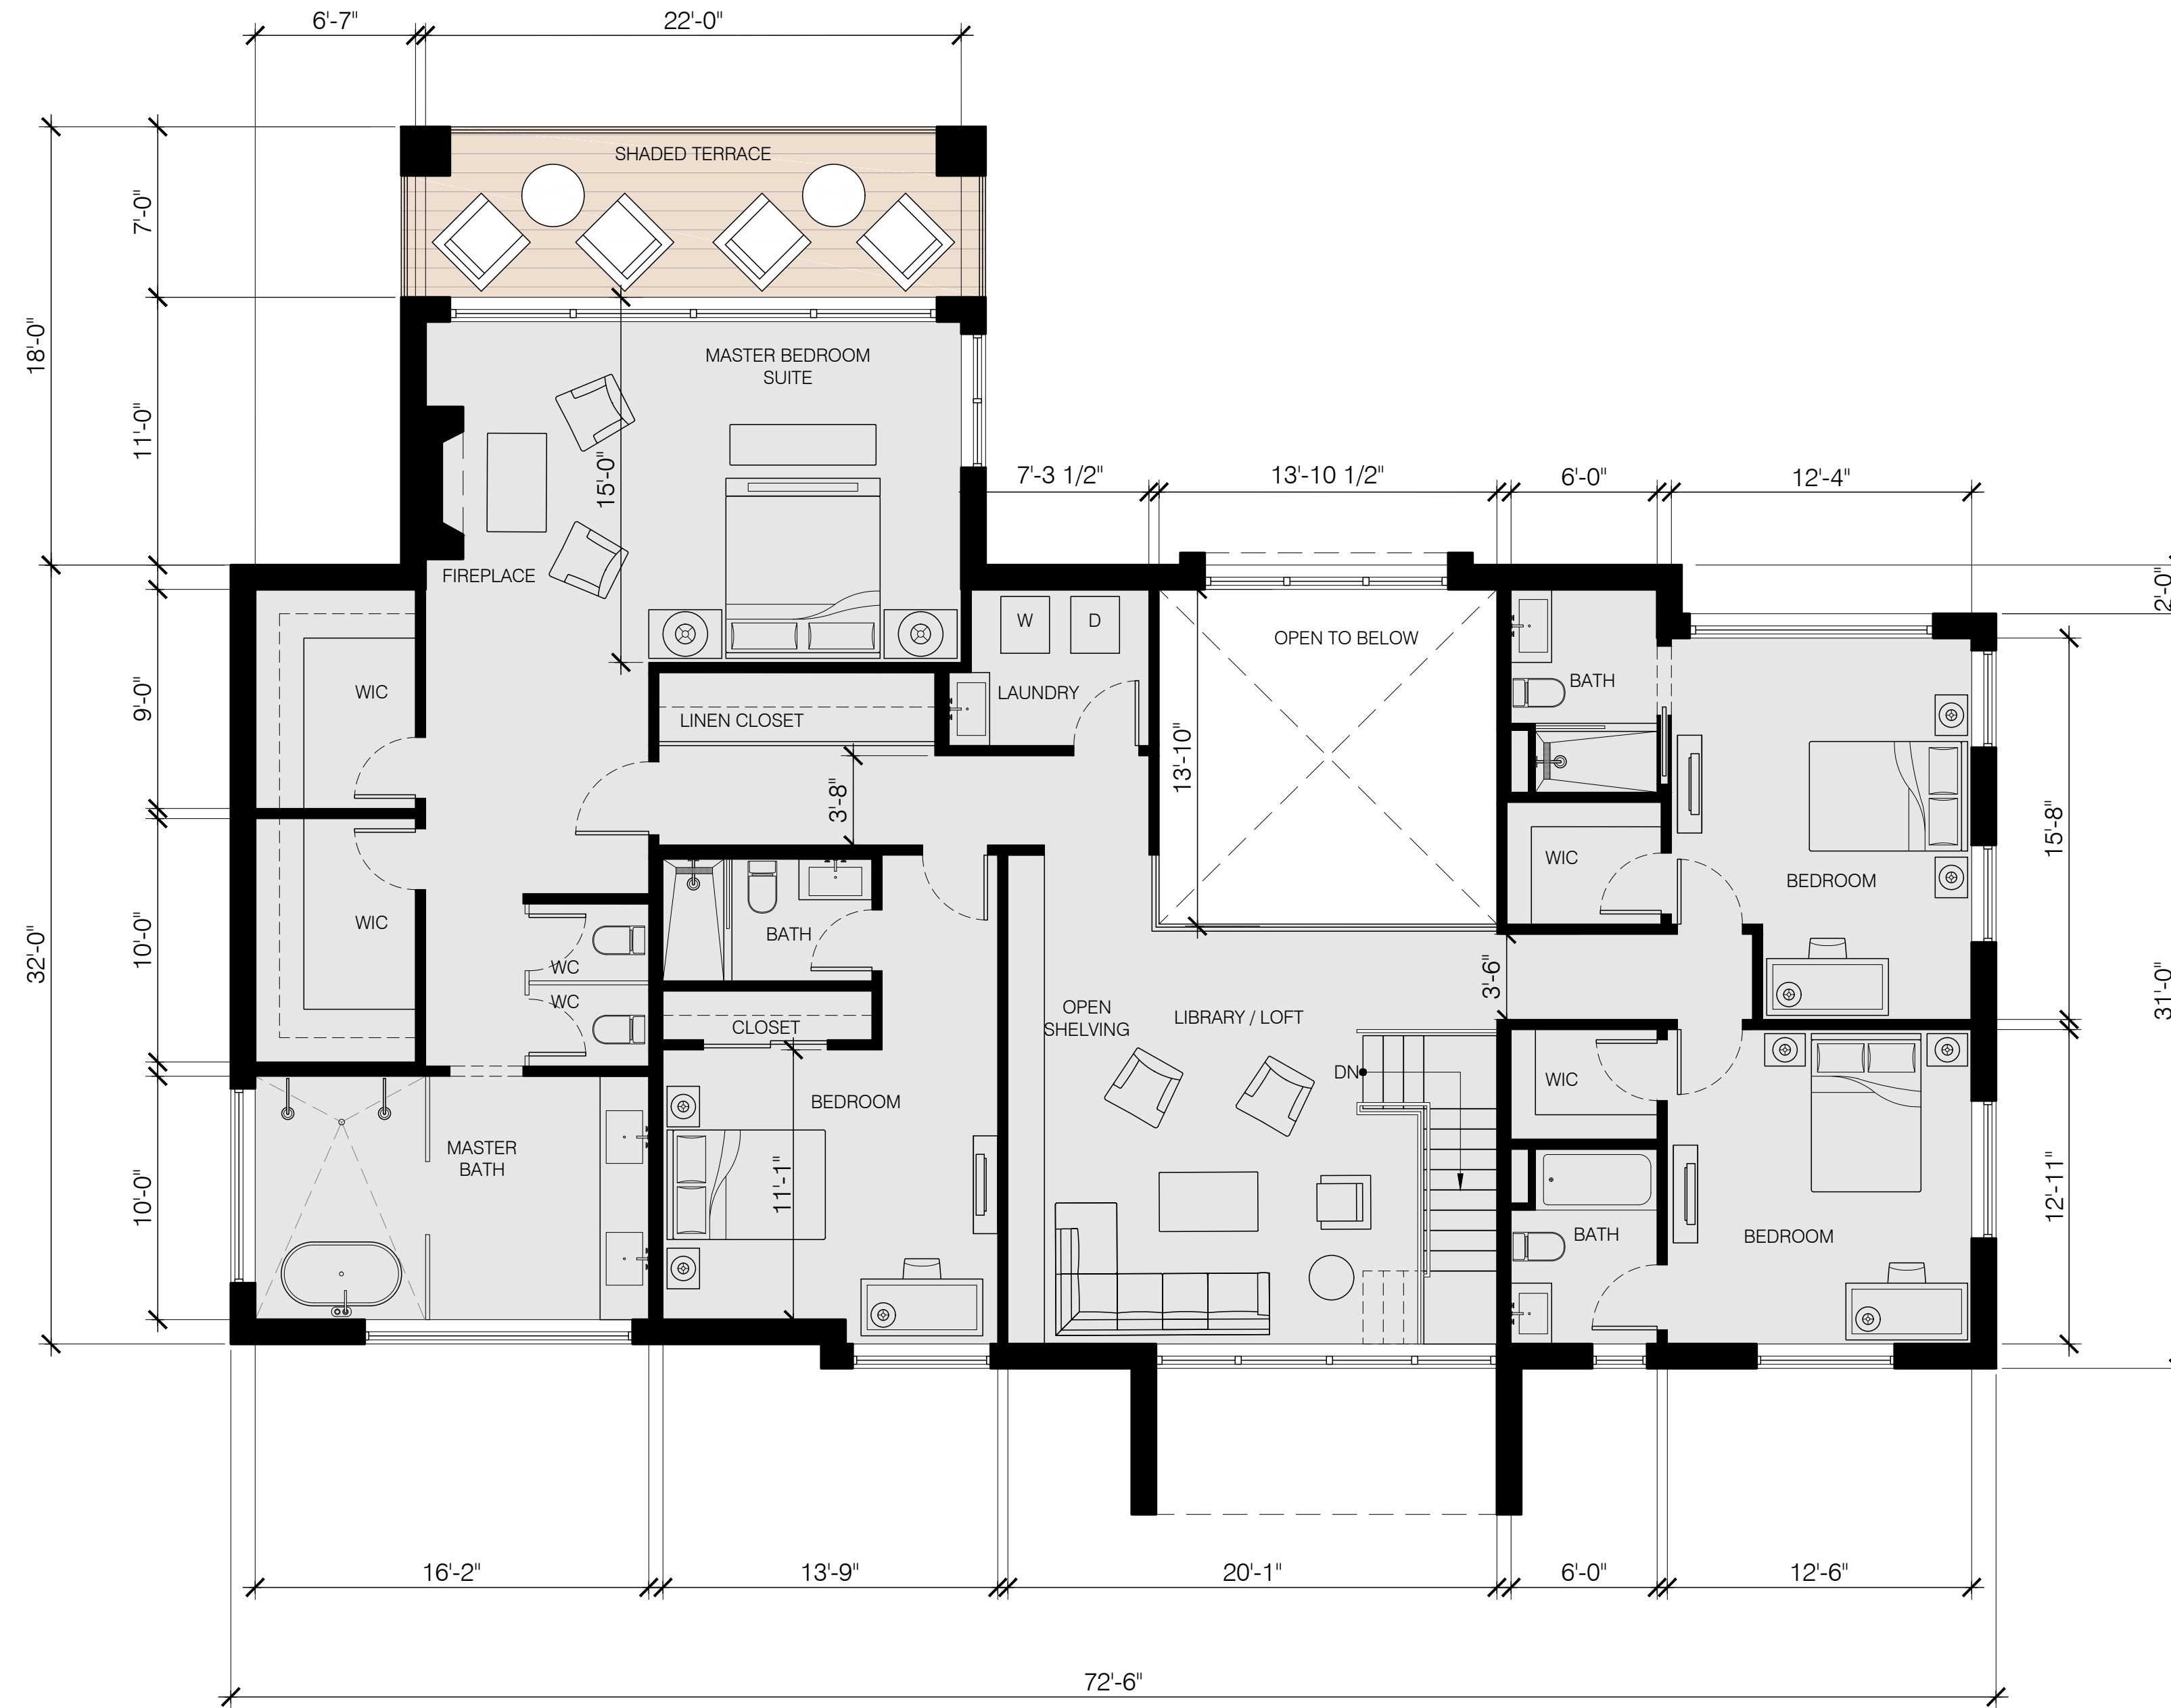 6'-7"
22'-0"
SHADED TERRACE
7'-0"
18'-0"
MASTER BEDROOM
SUITE
11'-0"
15'-0"
7'-3 1/2"
13'-10 1/2"
6'-0"
12'-4"
FIREPLACE
2'-0"
W
D
OPEN TO BELOW
WIC
LAUNDRY
BATH
9'-0"
LINEN CLOSET
13'-10"
3'-8"
15'-8"
WIC
BEDROOM
WIC
10'-0"
32'-0"
BATH
WC
WC
3'-6"
31'-0"
OPEN
SHELVING
LIBRARY / LOFT
CLOSET
DN
WIC
BEDROOM
MASTER
BATH
10'-0"
11'-1"
12'-11"
BATH
BEDROOM
16'-2"
13'-9"
20'-1"
6'-0"
12'-6"
72'-6"